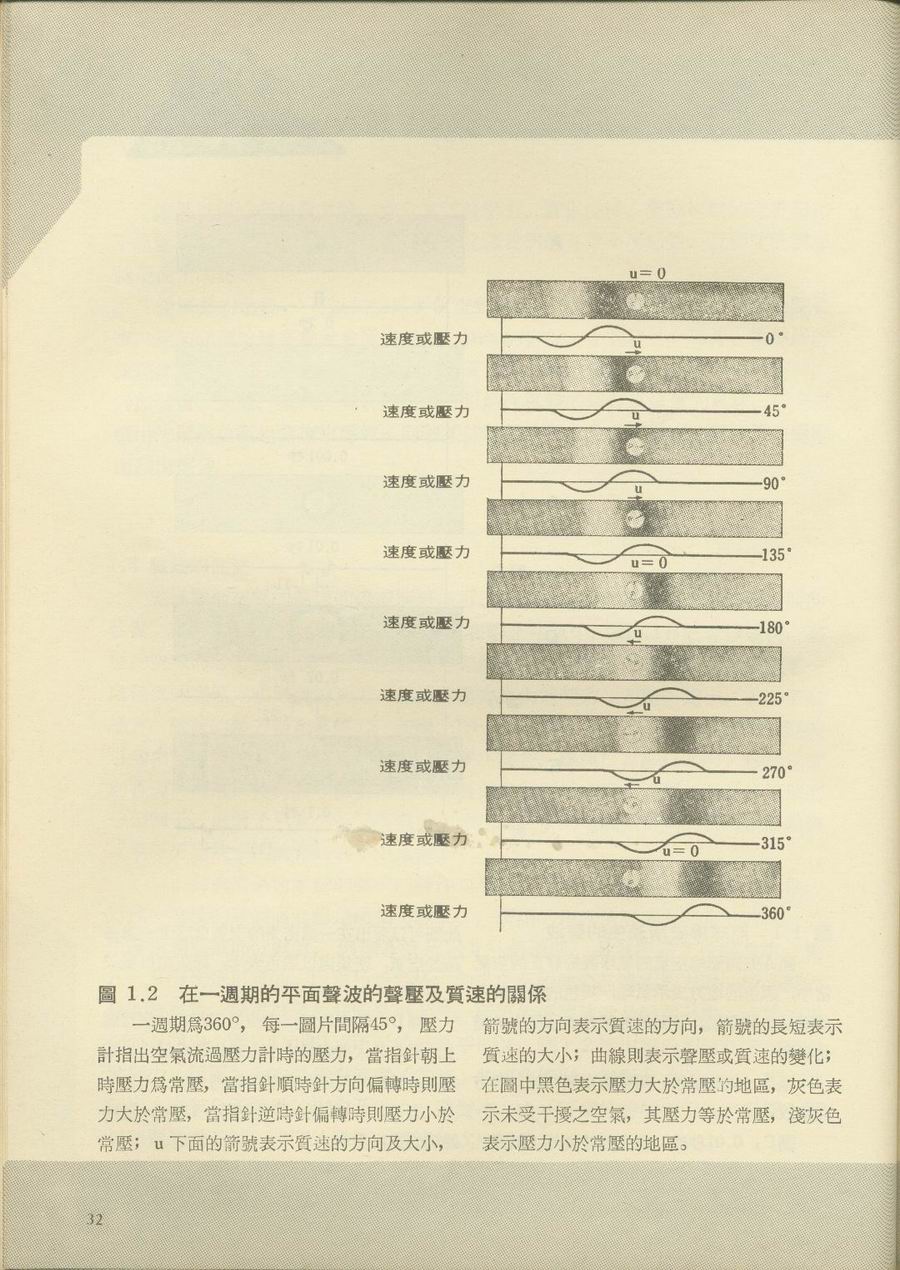 u＝0
速度或壓力
0°
u
速度或壓力
45°
u
速度或壓力
90°
u
速度或壓力
135°
u＝0
速度或壓力
180°
u
速度或壓力
225°
u
速度或壓力
270°
u
速度或壓力
315°
u＝0
速度或壓力
360°
圖 1.2 在一週期的平面聲波的聲壓及質速的關係
一週期爲360°，每一圖片間隔45°，壓力
計指出空氣流過壓力計時的壓力，當指針朝上
時壓力爲常壓，當指針順時針方向偏轉時則壓
力大於常壓，當指針逆時針偏轉時則壓力小於
常壓；u 下面的箭號表示質速的方向及大小，
箭號的方向表示質速的方向，箭號的長短表示
質速的大小；曲線則表示聲壓或質速的變化；
在圖中黑色表示壓力大於常壓的地區，灰色表
示未受干擾之空氣，其壓力等於常壓，淺灰色
表示壓力小於常壓的地區。
32